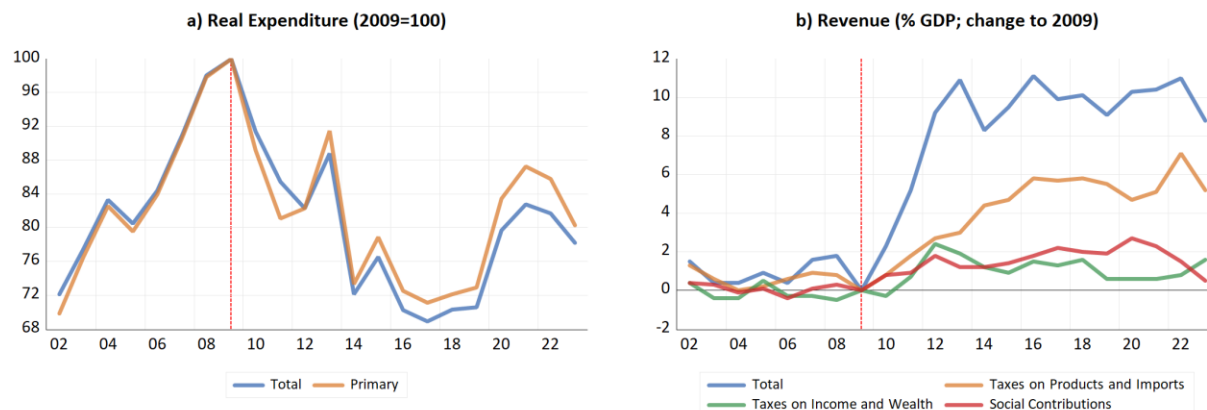 a) Real Expenditure (2009=100)
100
96
92
88
84
80
76
72
68
02 04 06 08 10 12 14 16 18 20 22
Total Primary
b) Revenue (% GDP; change to 2009)
12
10
8
6
4
2
0
-2
02 04 06 08 10 12 14 16 18 20 22
Total Taxes on Products and Imports
Taxes on Income and Wealth Social Contributions